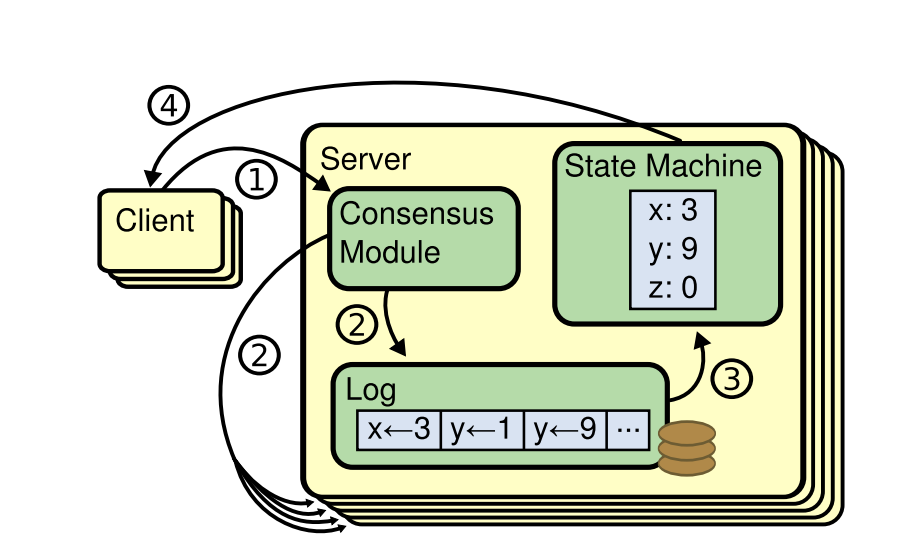 ④
①
Server
State Machine
Client
Consensus
Module
x: 3
y: 9
z: 0
②
②
③
Log
x←3 y←1 y←9 ...